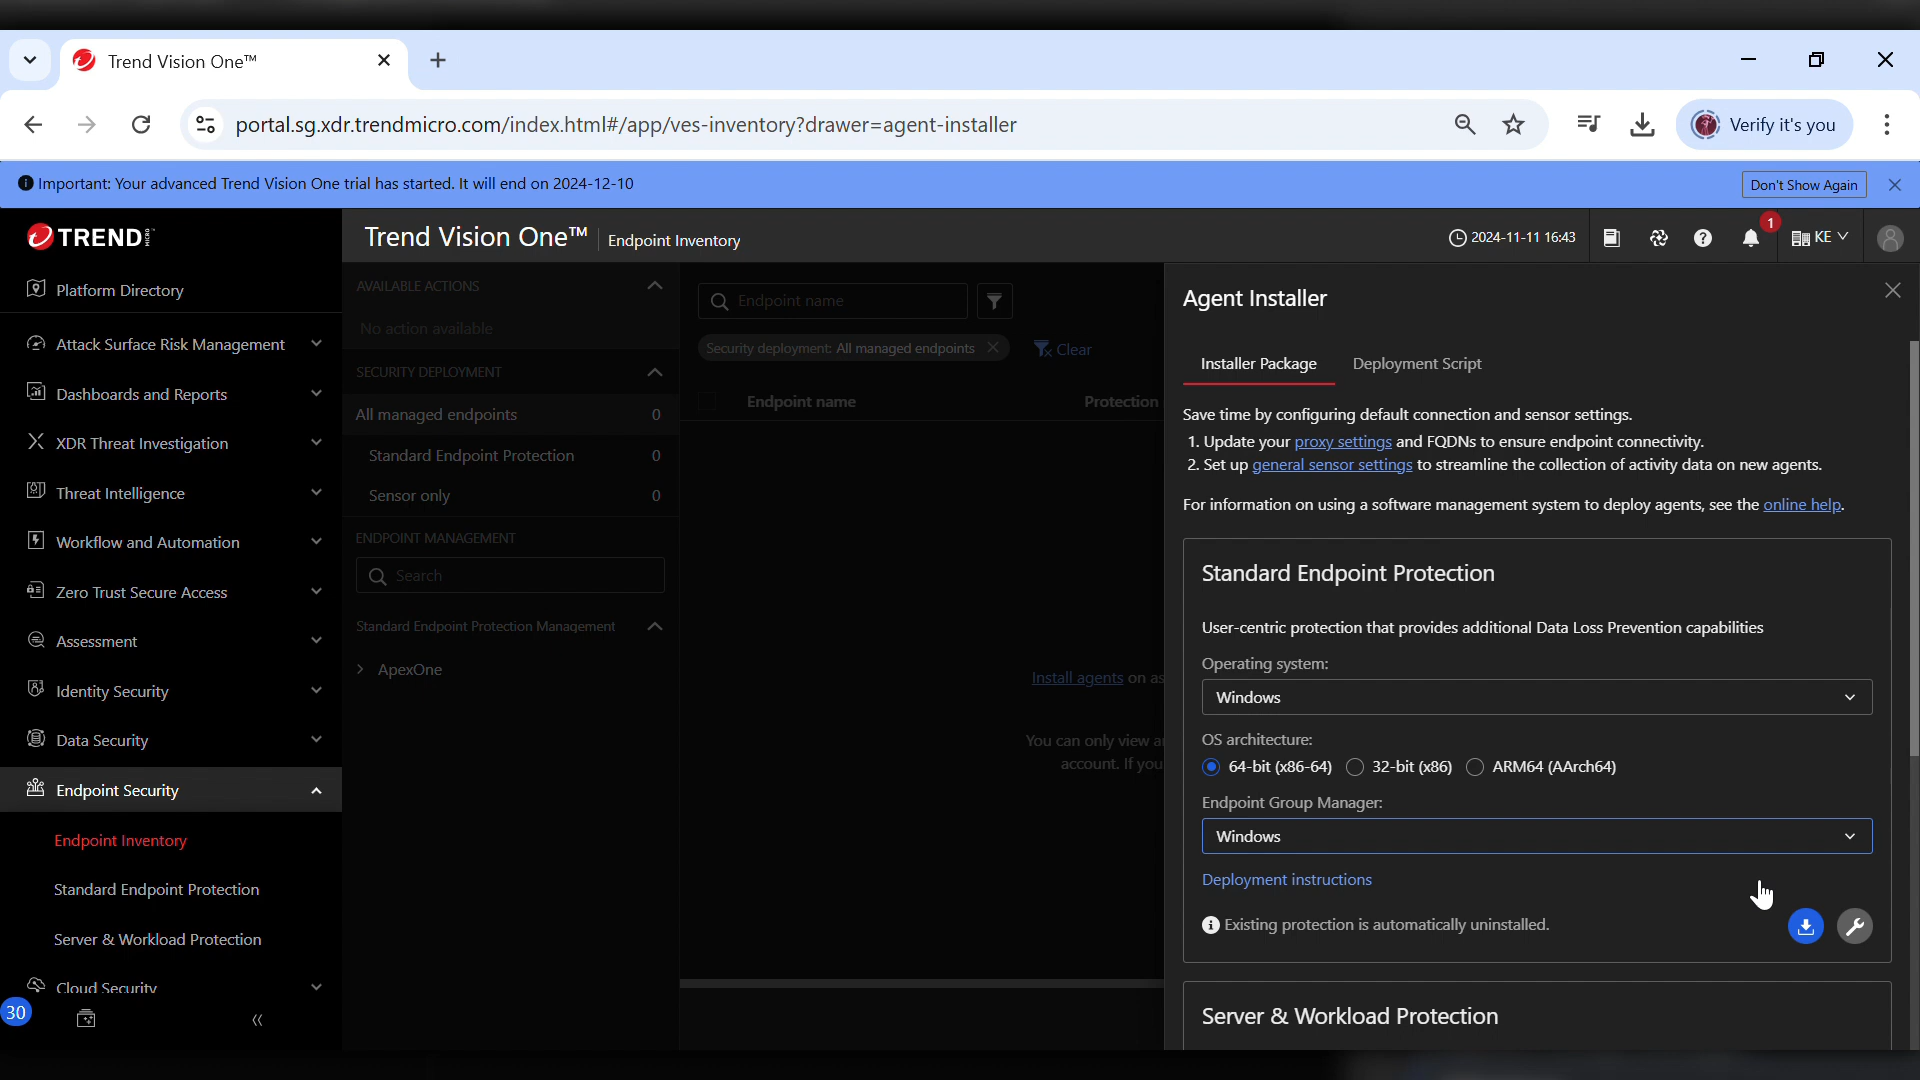 Trend Vision One™
portal.sg.xdr.trendmicro.com/index.html#/app/ves-inventory?drawer=agent-installer
Verify it's you
Important: Your advanced Trend Vision One trial has started. It will end on 2024-12-10
Don't Show Again
TREND MICRO
Trend Vision One™
Endpoint Inventory
2024-11-11 16:43
1
KE
Platform Directory
Attack Surface Risk Management
Dashboards and Reports
XDR Threat Investigation
Threat Intelligence
Workflow and Automation
Zero Trust Secure Access
Assessment
Identity Security
Data Security
Endpoint Security
Endpoint Inventory
Standard Endpoint Protection
Server & Workload Protection
Cloud Security
30
AVAILABLE ACTIONS
No action available
SECURITY DEPLOYMENT
All managed endpoints 0
Standard Endpoint Protection 0
Sensor only 0
ENDPOINT MANAGEMENT
Search
Standard Endpoint Protection Management
ApexOne
Endpoint name
Security deployment: All managed endpoints
Clear
Endpoint name Protection
Install agents on as
You can only view a
account. If you
Agent Installer
Installer Package
Deployment Script
Save time by configuring default connection and sensor settings.
1. Update your proxy settings and FQDNs to ensure endpoint connectivity.
2. Set up general sensor settings to streamline the collection of activity data on new agents.
For information on using a software management system to deploy agents, see the online help.
Standard Endpoint Protection
User-centric protection that provides additional Data Loss Prevention capabilities
Operating system:
Windows
OS architecture:
64-bit (x86-64) 32-bit (x86) ARM64 (AArch64)
Endpoint Group Manager:
Windows
Deployment instructions
Existing protection is automatically uninstalled.
Server & Workload Protection